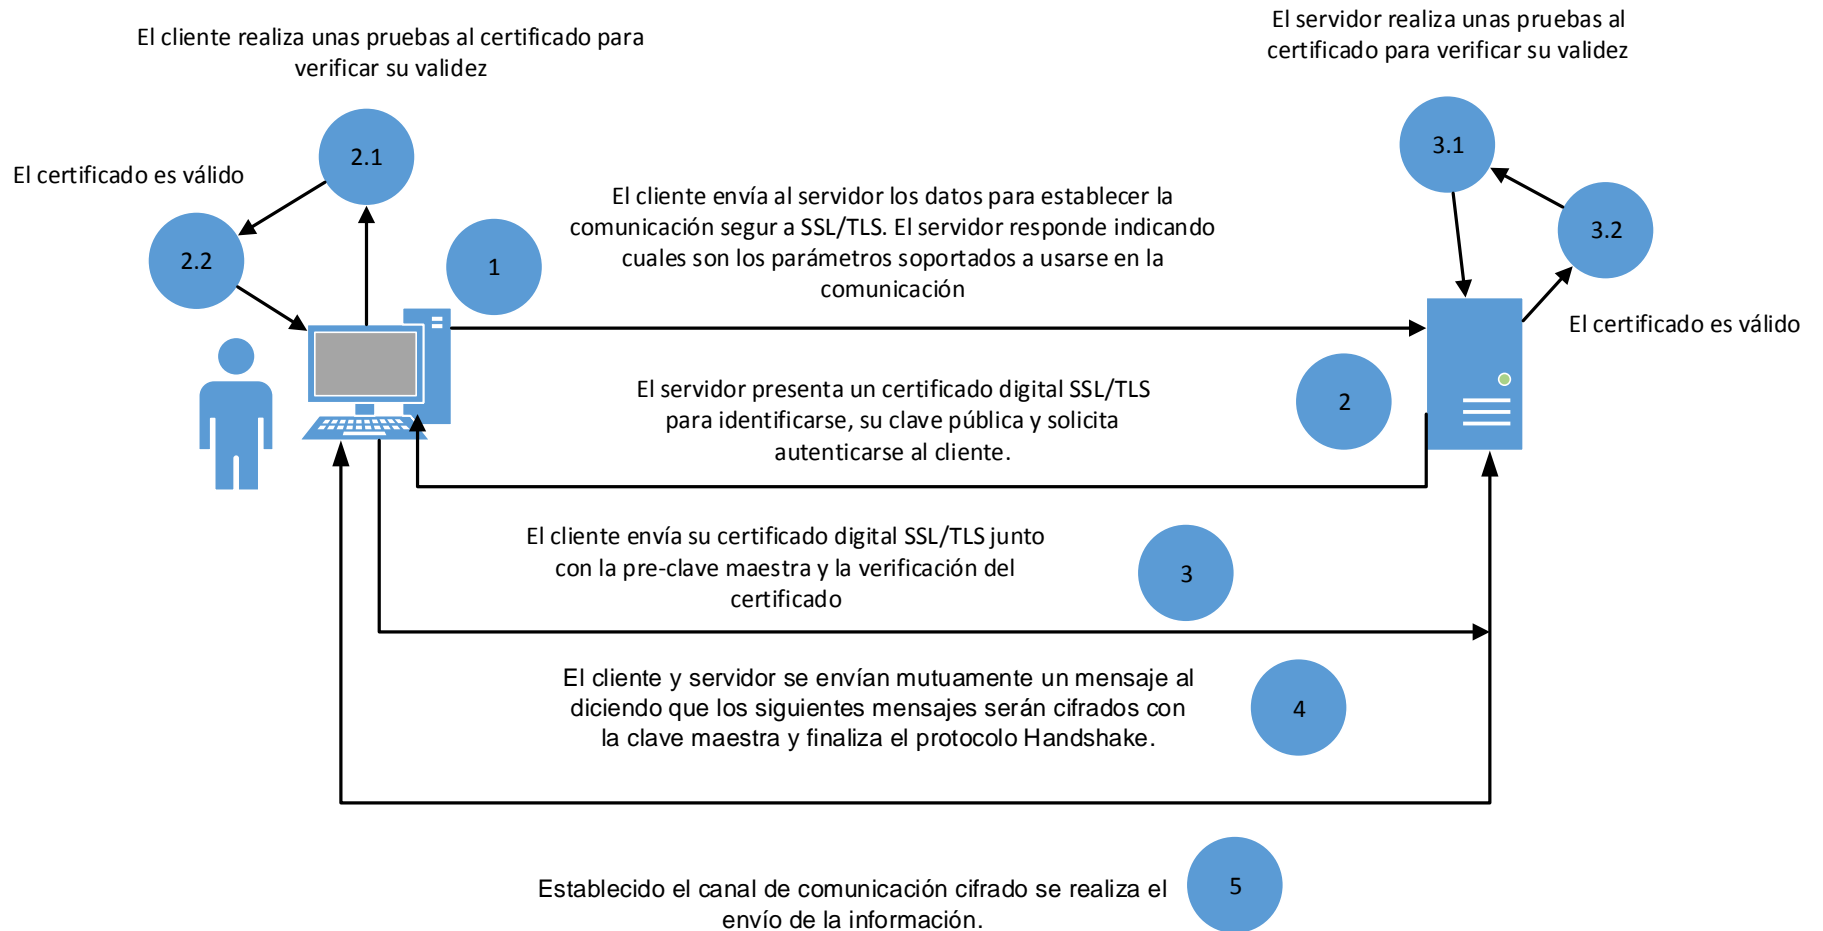 El cliente realiza unas pruebas al certificado para
verificar su validez
El servidor realiza unas pruebas al
certificado para verificar su validez
2.1
El certificado es válido
2.2
3.1
3.2
El certificado es válido
1
El cliente envía al servidor los datos para establecer la
comunicación segur a SSL/TLS. El servidor responde indicando
cuales son los parámetros soportados a usarse en la
comunicación
2
El servidor presenta un certificado digital SSL/TLS
para identificarse, su clave pública y solicita
autenticarse al cliente.
El cliente envía su certificado digital SSL/TLS junto
con la pre-clave maestra y la verificación del
certificado
3
El cliente y servidor se envían mutuamente un mensaje al
diciendo que los siguientes mensajes serán cifrados con
la clave maestra y finaliza el protocolo Handshake.
4
Establecido el canal de comunicación cifrado se realiza el
envío de la información.
5